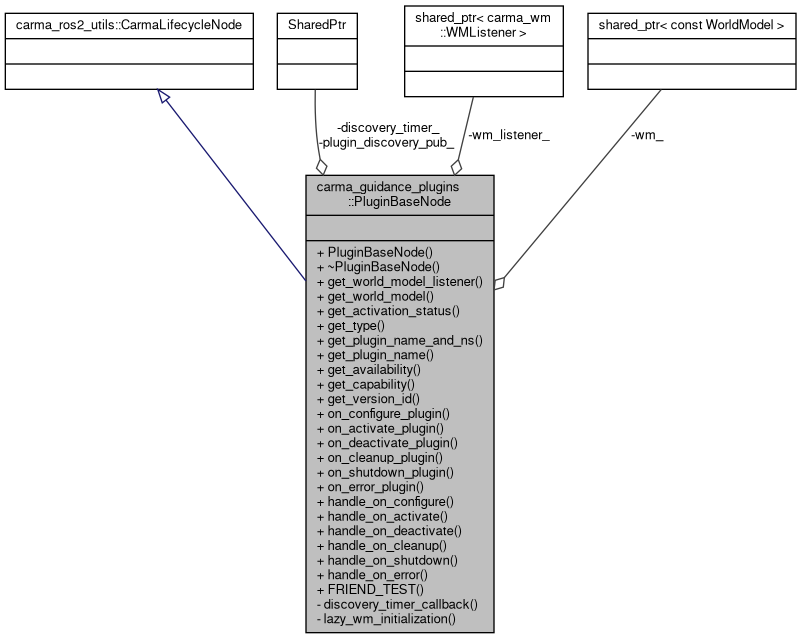 carma_ros2_utils::CarmaLifecycleNode
SharedPtr
shared_ptr< carma_wm
::WMListener >
shared_ptr< const WorldModel >
-discovery_timer_
-plugin_discovery_pub_
-wm_listener_
-wm_
carma_guidance_plugins
::PluginBaseNode
+ PluginBaseNode()
+ ~PluginBaseNode()
+ get_world_model_listener()
+ get_world_model()
+ get_activation_status()
+ get_type()
+ get_plugin_name_and_ns()
+ get_plugin_name()
+ get_availability()
+ get_capability()
+ get_version_id()
+ on_configure_plugin()
+ on_activate_plugin()
+ on_deactivate_plugin()
+ on_cleanup_plugin()
+ on_shutdown_plugin()
+ on_error_plugin()
+ handle_on_configure()
+ handle_on_activate()
+ handle_on_deactivate()
+ handle_on_cleanup()
+ handle_on_shutdown()
+ handle_on_error()
+ FRIEND_TEST()
- discovery_timer_callback()
- lazy_wm_initialization()